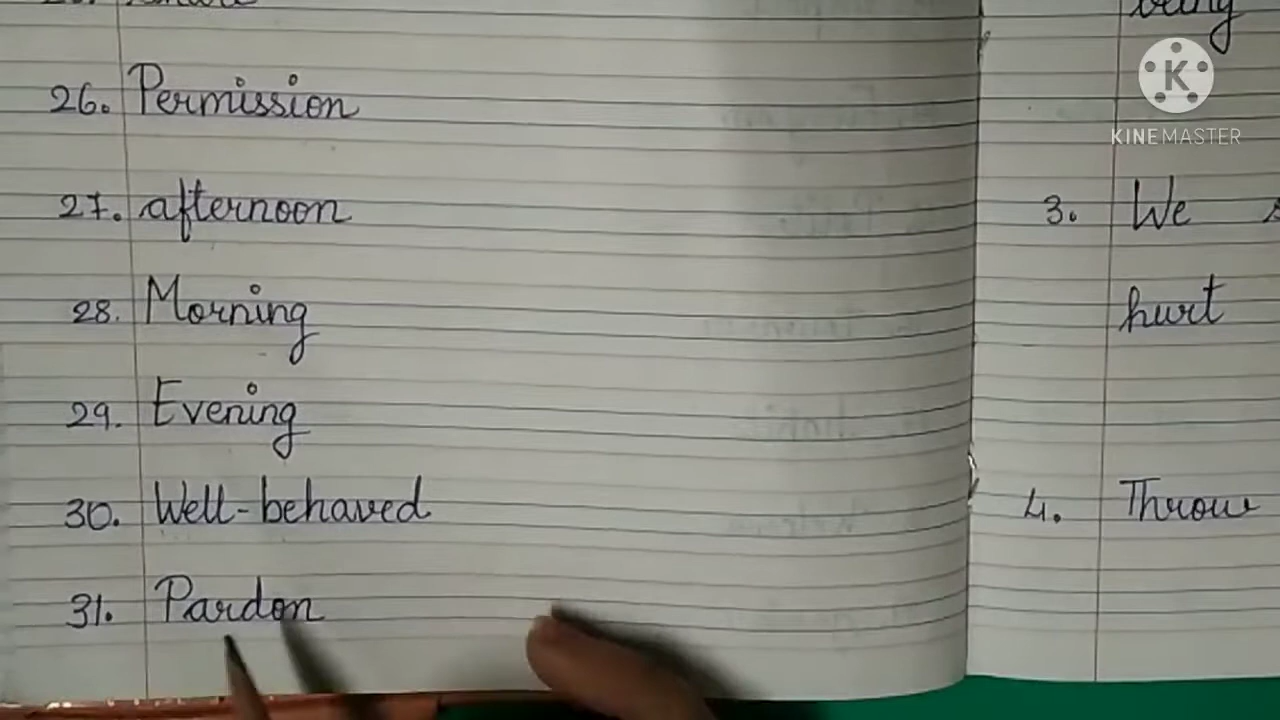 26. Permission
27. afternoon
28. Morning
29. Evening
30. Well-behaved
31. Pardon
being
3. We
hurt
4. Throw
KINEMASTER